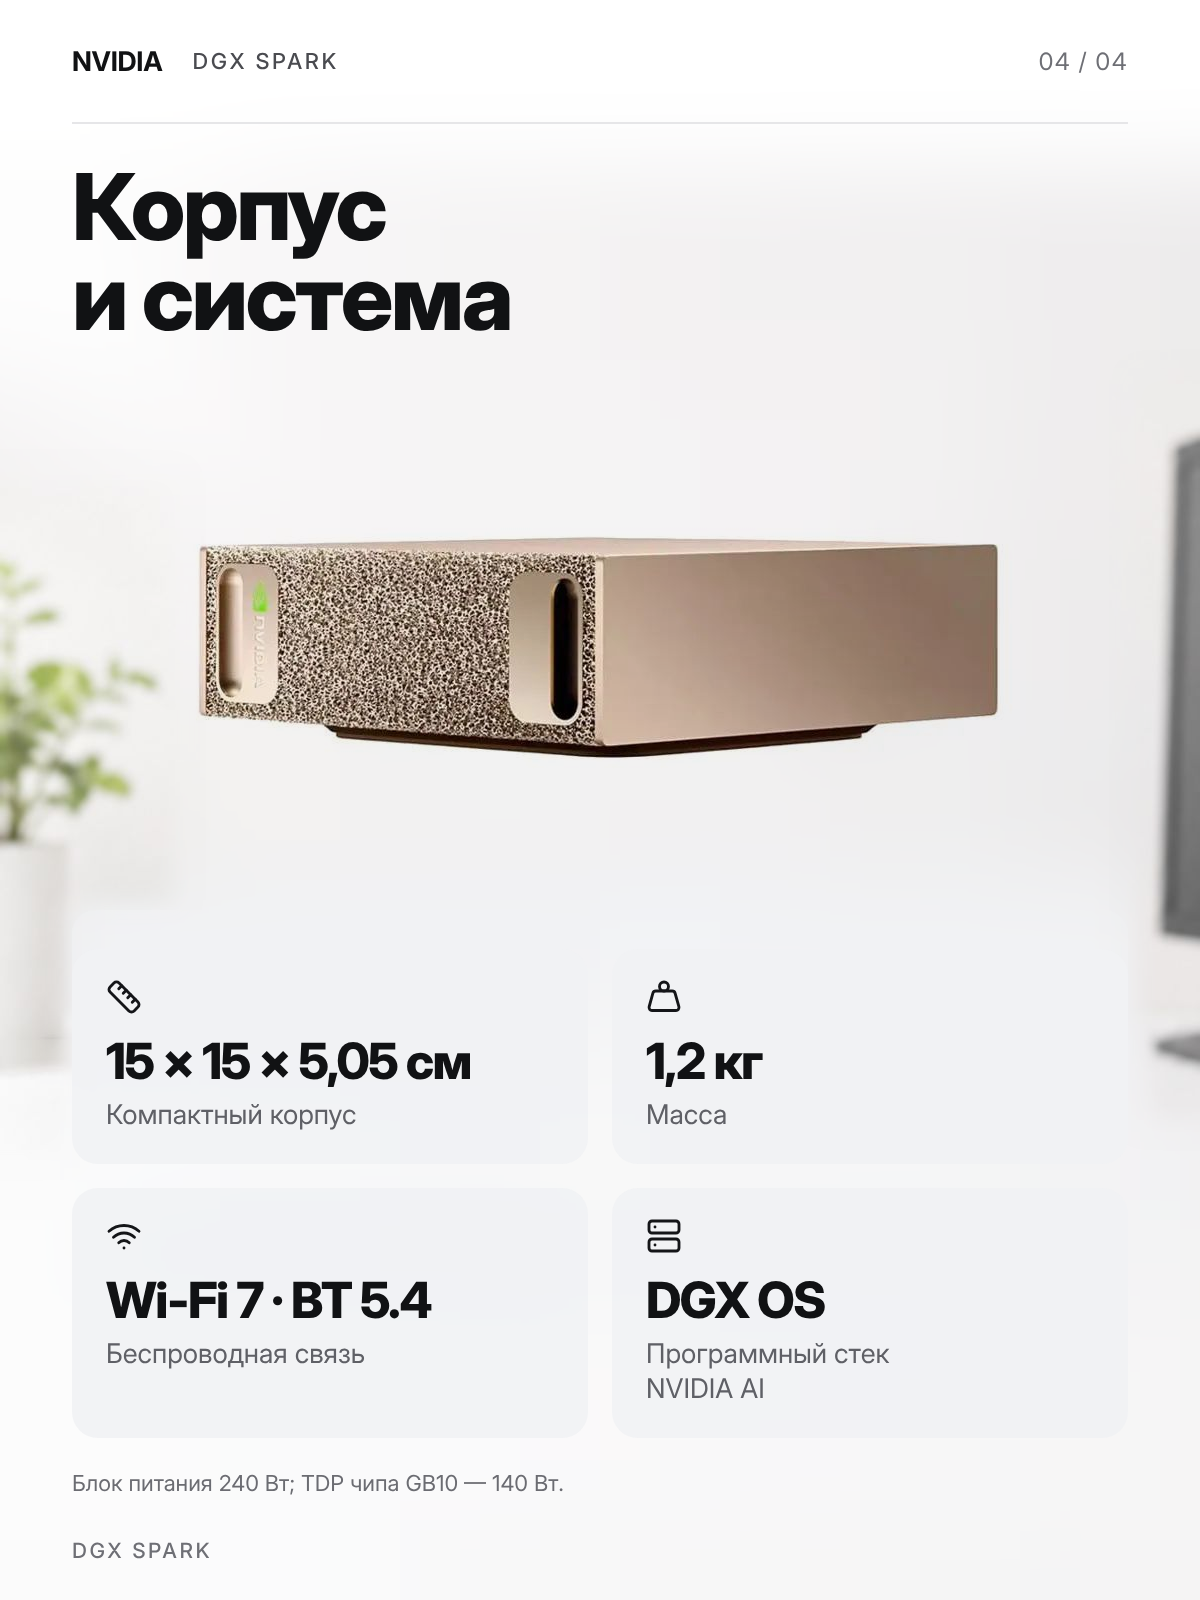 NVIDIA DGX SPARK 04 / 04
Корпус
и система
NVIDIA
15 × 15 × 5,05 см
Компактный корпус
1,2 кг
Масса
Wi-Fi 7 · BT 5.4
Беспроводная связь
DGX OS
Программный стек
NVIDIA AI
Блок питания 240 Вт; TDP чипа GB10 — 140 Вт.
DGX SPARK